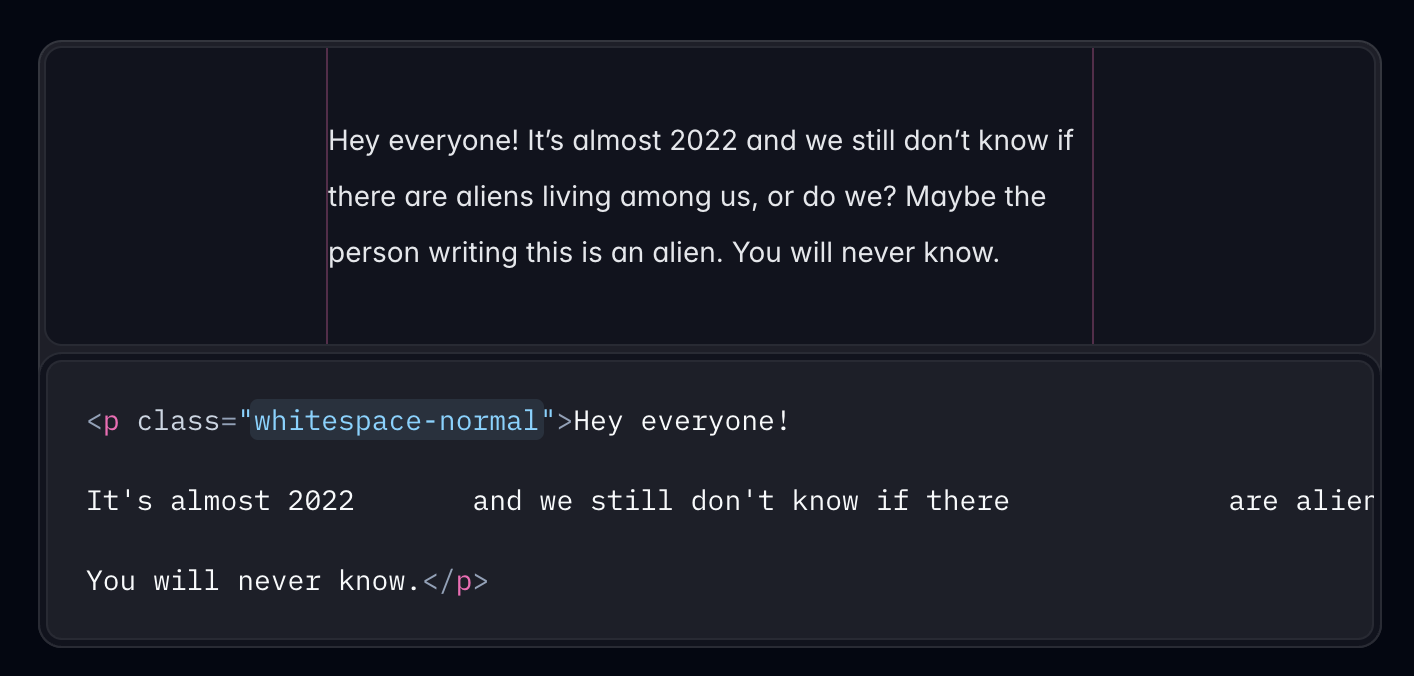 Hey everyone! It’s almost 2022 and we still don’t know if
there are aliens living among us, or do we? Maybe the
person writing this is an alien. You will never know.
<p class="whitespace-normal">Hey everyone!
It's almost 2022       and we still don't know if there             are alien
You will never know.</p>